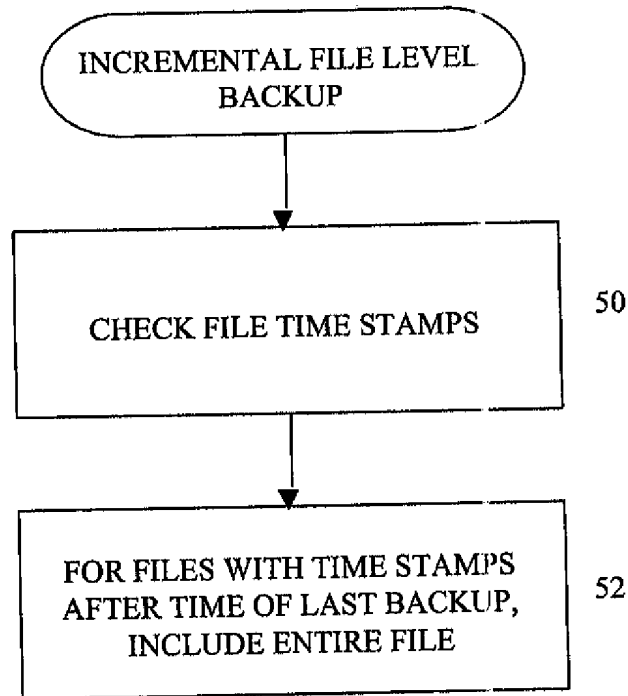 INCREMENTAL FILE LEVEL
BACKUP
CHECK FILE TIME STAMPS
50
FOR FILES WITH TIME STAMPS
AFTER TIME OF LAST BACKUP,
INCLUDE ENTIRE FILE
52